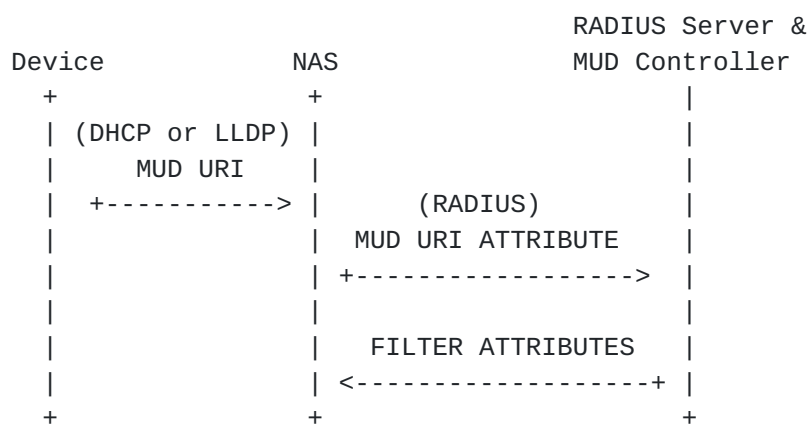 RADIUS Server &
Device NAS MUD Controller
+ + |
| (DHCP or LLDP) | |
| MUD URI | |
| +-----------> | (RADIUS) |
| | MUD URI ATTRIBUTE |
| | +-------------------> |
| | |
| | FILTER ATTRIBUTES |
| | <-------------------+ |
+ + +